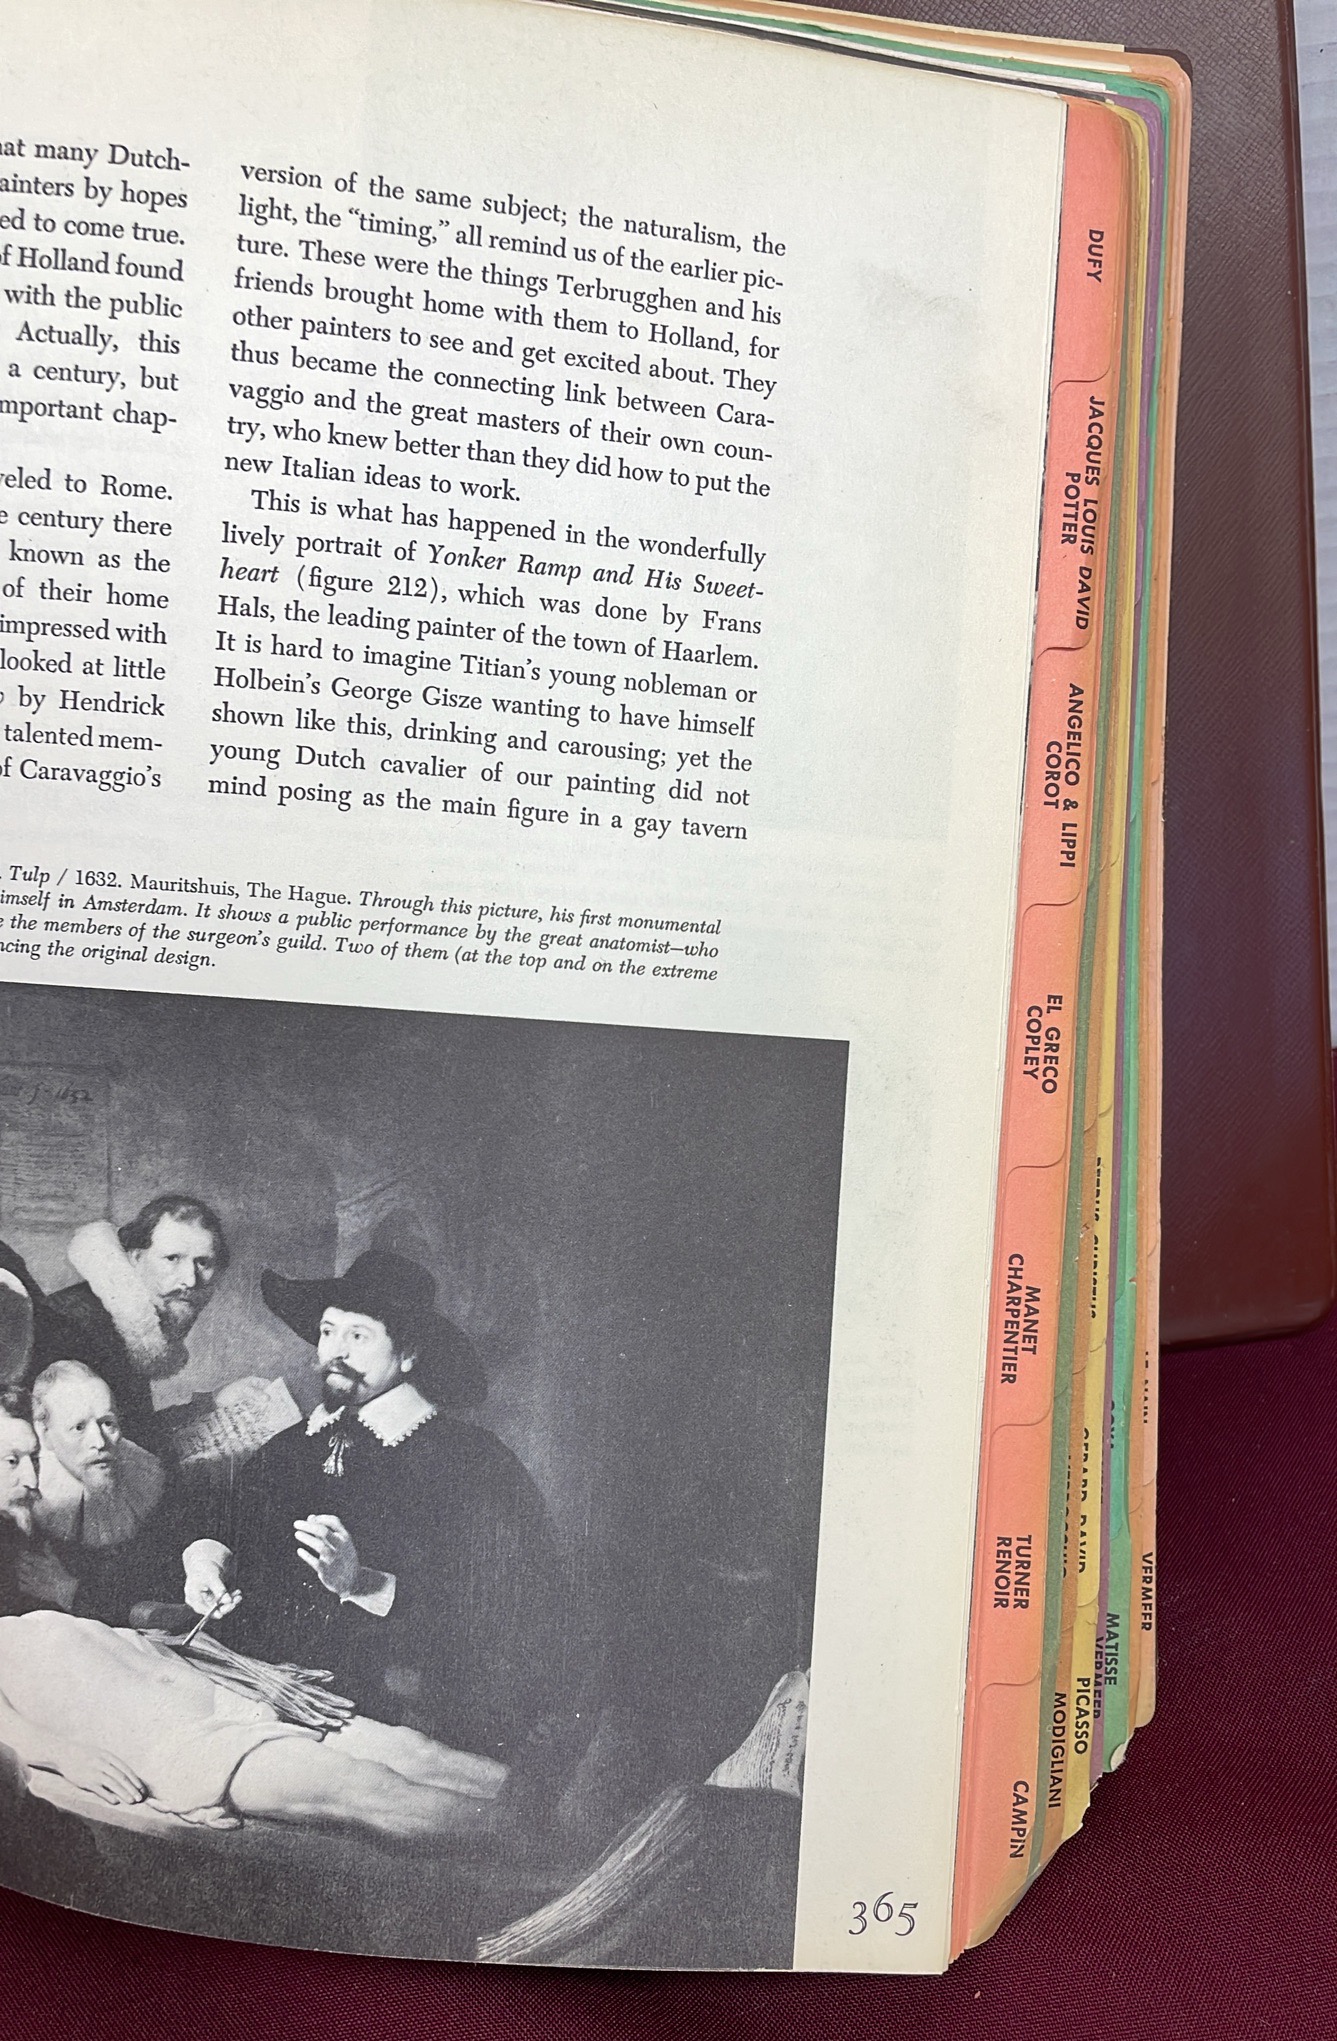 at many Dutch-
ainters by hopes
ed to come true.
f Holland found
with the public
Actually, this
a century, but
mportant chap-
veled to Rome.
e century there
known as the
of their home
impressed with
looked at little
by Hendrick
talented mem-
of Caravaggio's
version of the same subject; the naturalism, the
light, the “timing,” all remind us of the earlier pic-
ture. These were the things Terbrugghen and his
friends brought home with them to Holland, for
other painters to see and get excited about. They
thus became the connecting link between Cara-
vaggio and the great masters of their own coun-
try, who knew better than they did how to put the
new Italian ideas to work.
This is what has happened in the wonderfully
lively portrait of Yonker Ramp and His Sweet-
heart (figure 212), which was done by Frans
Hals, the leading painter of the town of Haarlem.
It is hard to imagine Titian's young nobleman or
Holbein's George Gisze wanting to have himself
shown like this, drinking and carousing; yet the
young Dutch cavalier of our painting did not
mind posing as the main figure in a gay tavern
. Tulp / 1632. Mauritshuis, The Hague. Through this picture, his first monumental
imself in Amsterdam. It shows a public performance by the great anatomist—who
e the members of the surgeon's guild. Two of them (at the top and on the extreme
ncing the original design.
365
DUFY
JACQUES LOUIS DAVID
POTTER
ANGELICO & LIPPI
COROT
EL GRECO
COPLEY
MANET
CHARPENTIER
TURNER
RENOIR
CAMPIN
MODIGLIANI
PICASSO
VERMEER
MATISSE
VERMEER
GERARD DAVID
PETRUS CHRISTUS